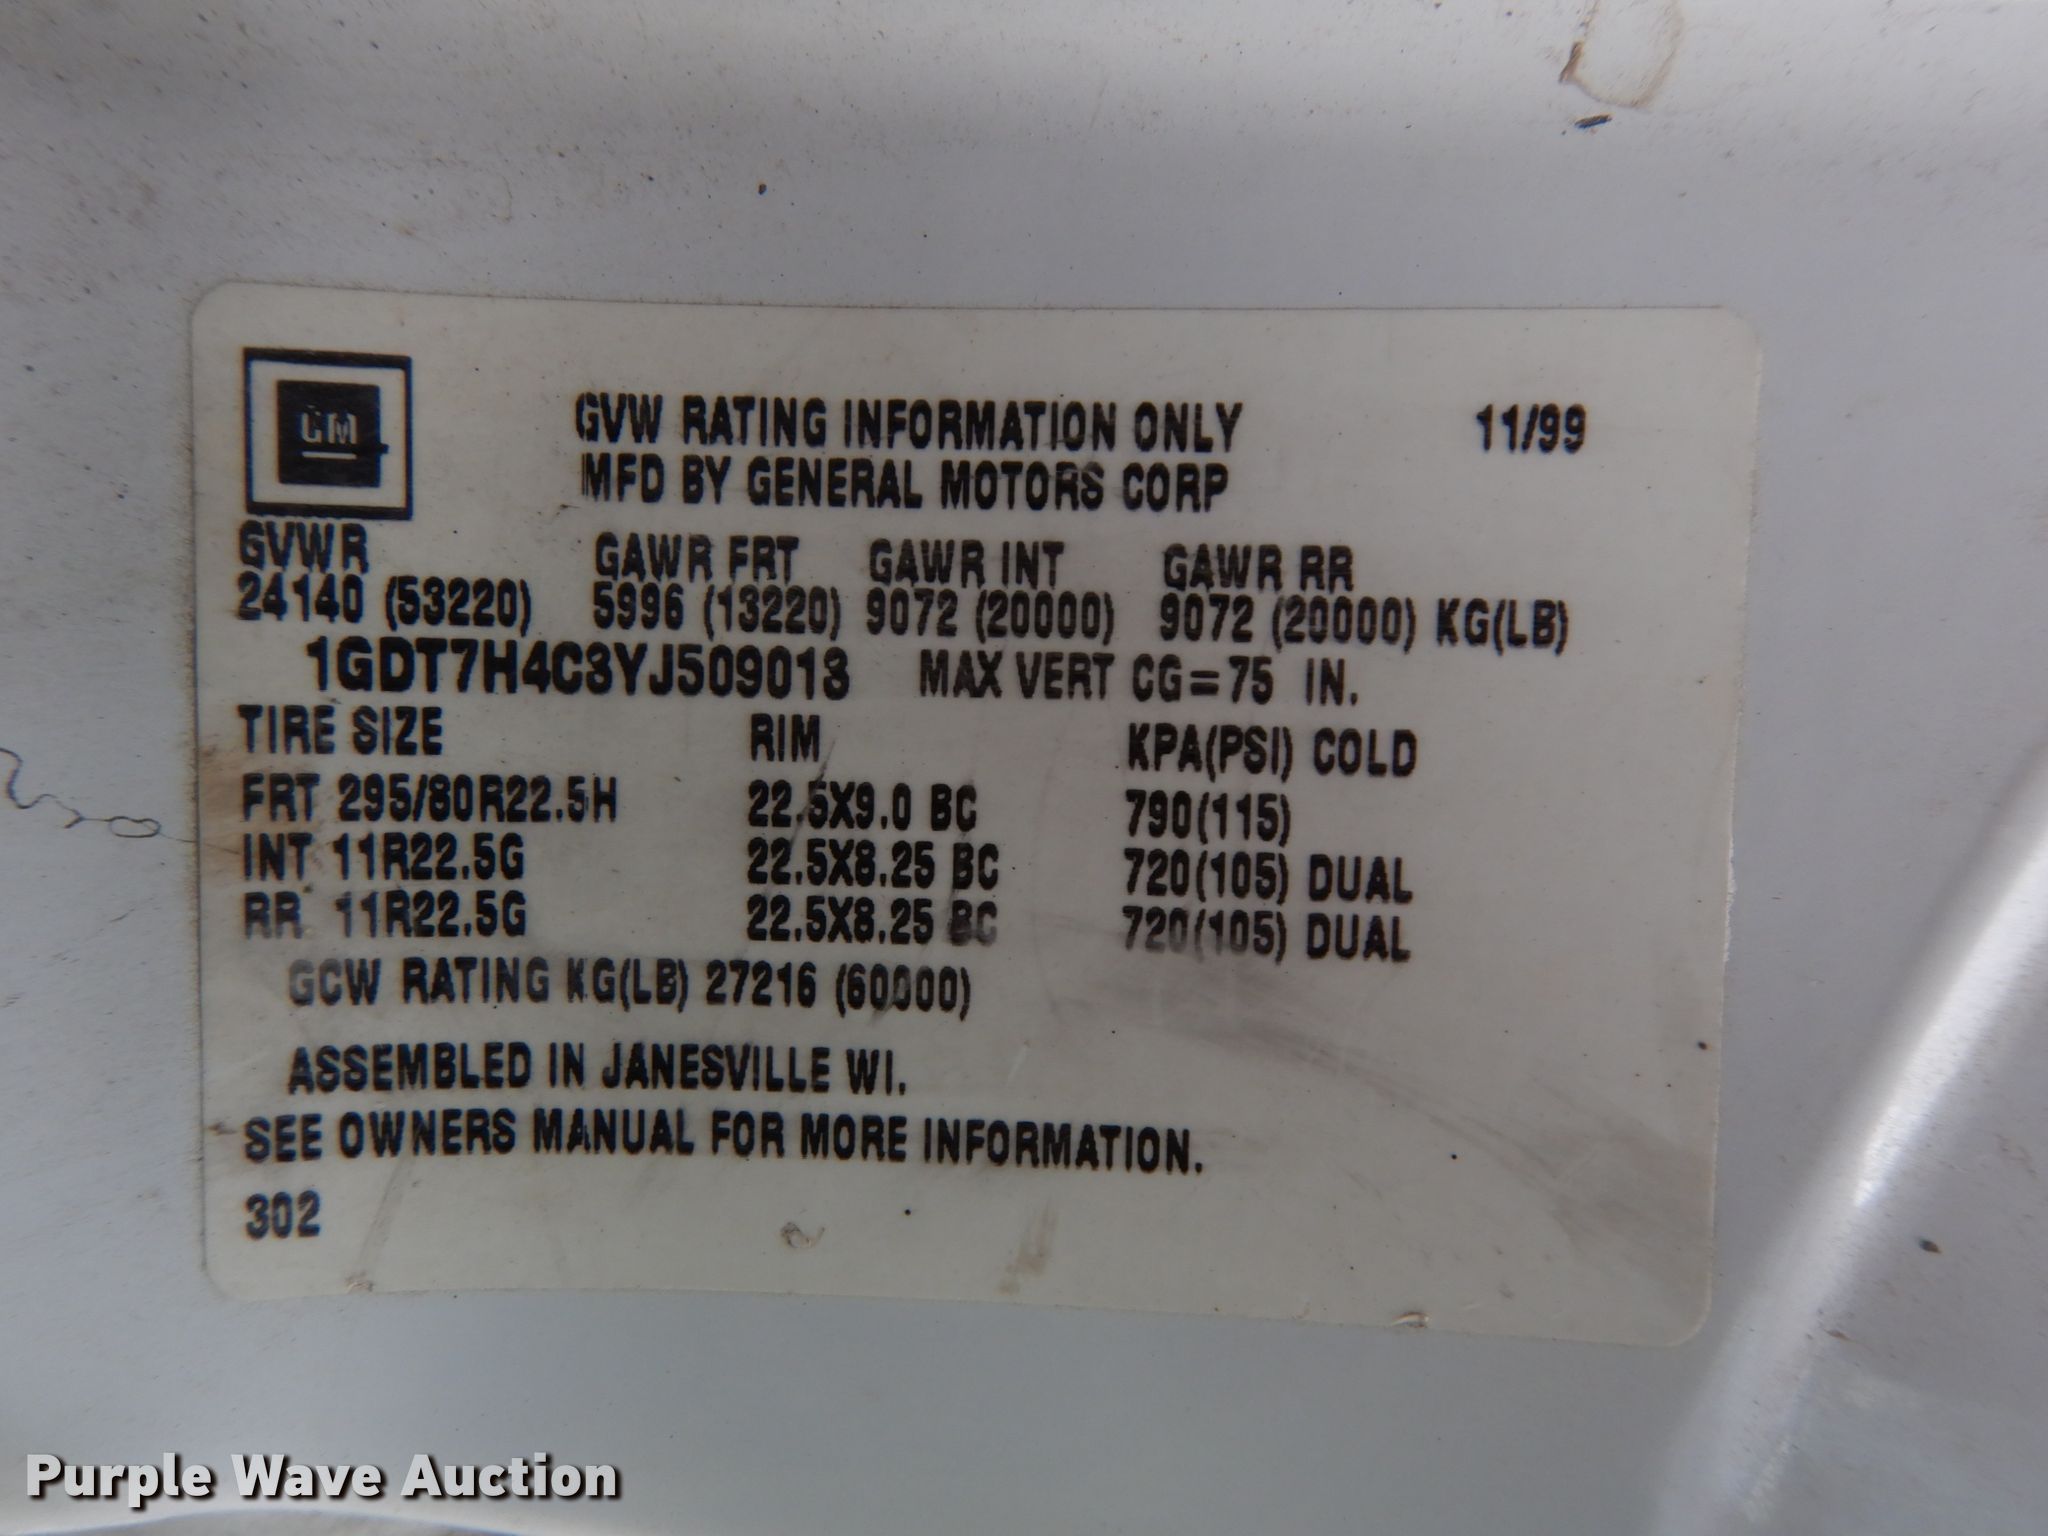 GM
GVW RATING INFORMATION ONLY 11/99
MFD BY GENERAL MOTORS CORP
GVWR GAWR FRT GAWR INT GAWR RR
24140 (53220) 5996 (13220) 9072 (20000) 9072 (20000) KG(LB)
1GDT7H4C3YJ509013 MAX VERT CG=75 IN.
TIRE SIZE RIM KPA(PSI) COLD
FRT 295/80R22.5H 22.5X9.0 BC 790(115)
INT 11R22.5G 22.5X8.25 BC 720(105) DUAL
RR 11R22.5G 22.5X8.25 BC 720(105) DUAL
GCW RATING KG(LB) 27216 (60000)
ASSEMBLED IN JANESVILLE WI.
SEE OWNERS MANUAL FOR MORE INFORMATION.
302
Purple Wave Auction